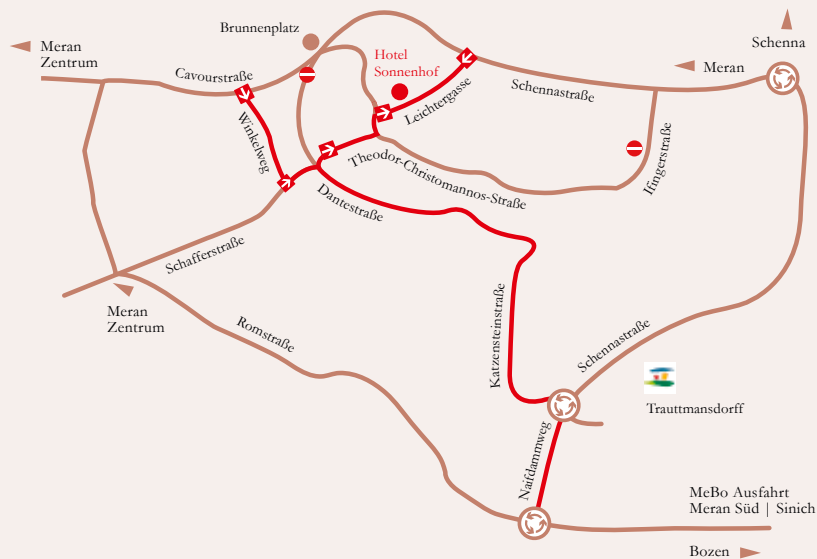 Brunnenplatz
Meran
Zentrum
Schenna
Hotel
Sonnenhof
Meran
Cavourstraße
Schennastraße
Leichtergasse
Winkelweg
Theodor-Christomannos-Straße
Ifingerstraße
Dantestraße
Schafferstraße
Meran
Zentrum
Romstraße
Katzensteinstraße
Schennastraße
Trauttmansdorff
Naifdammweg
MeBo Ausfahrt
Meran Süd | Sinich
Bozen